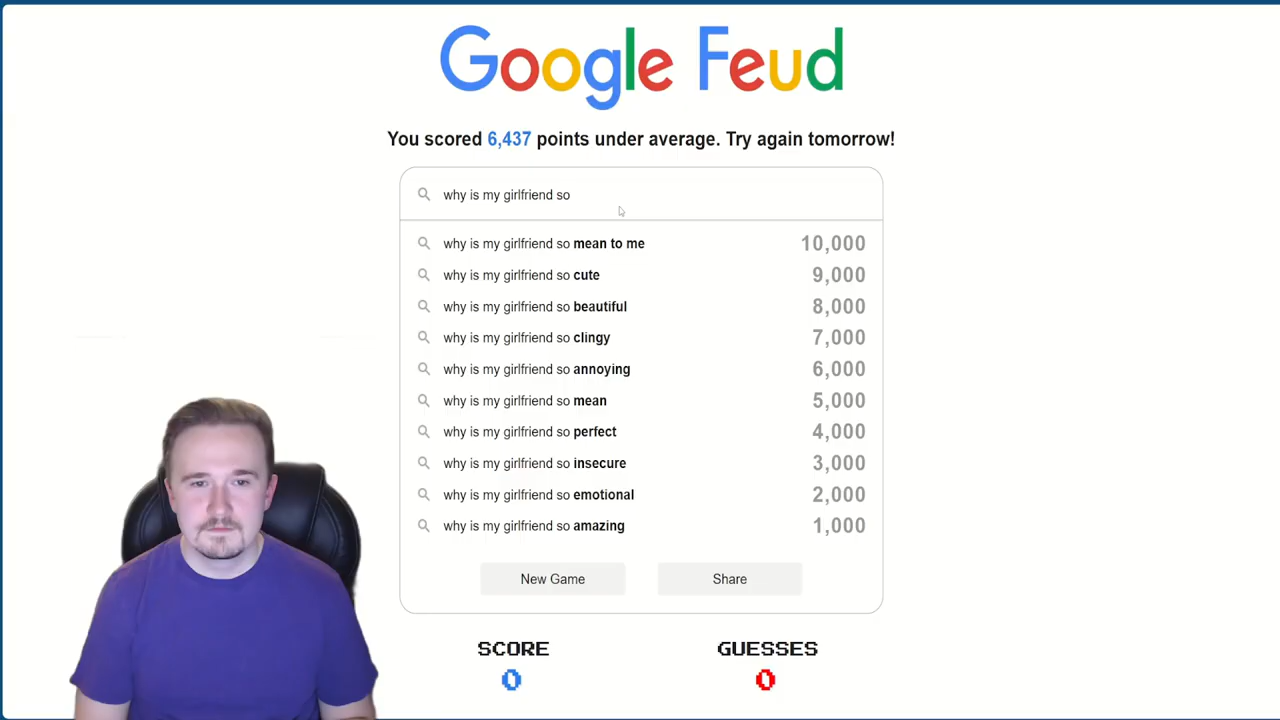 Google Feud
You scored 6,437 points under average. Try again tomorrow!
why is my girlfriend so
why is my girlfriend so mean to me 10,000
why is my girlfriend so cute 9,000
why is my girlfriend so beautiful 8,000
why is my girlfriend so clingy 7,000
why is my girlfriend so annoying 6,000
why is my girlfriend so mean 5,000
why is my girlfriend so perfect 4,000
why is my girlfriend so insecure 3,000
why is my girlfriend so emotional 2,000
why is my girlfriend so amazing 1,000
New Game Share
SCORE GUESSES
0 0